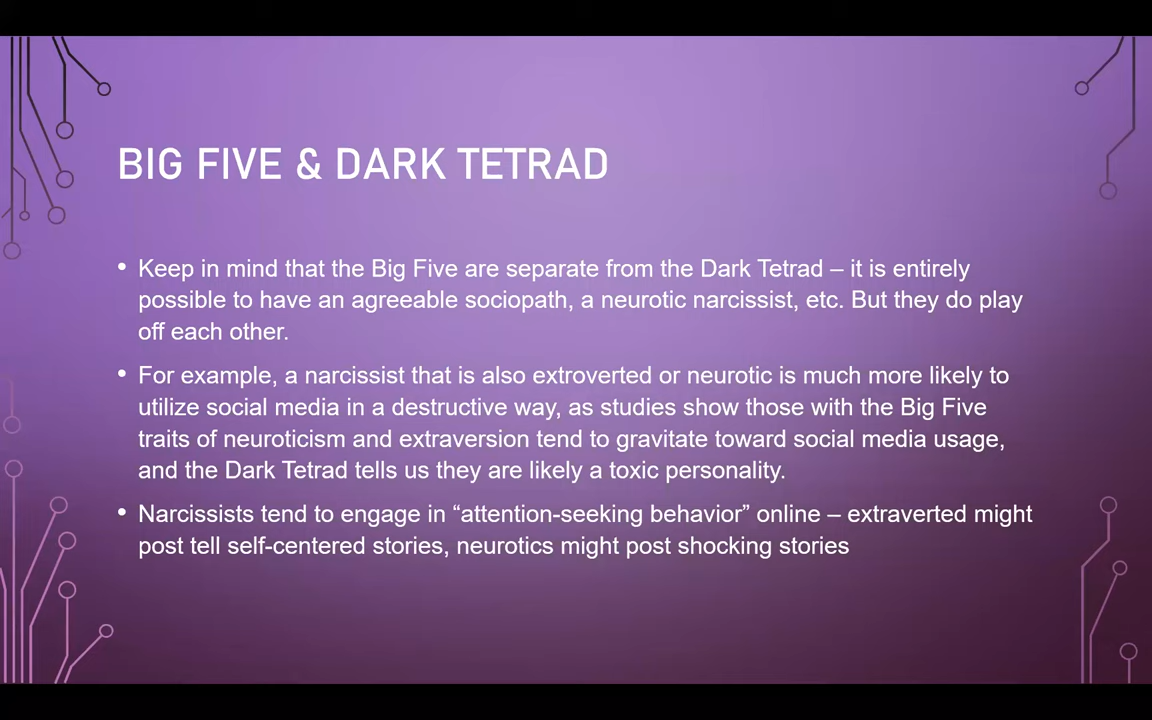 BIG FIVE & DARK TETRAD
• Keep in mind that the Big Five are separate from the Dark Tetrad – it is entirely
possible to have an agreeable sociopath, a neurotic narcissist, etc. But they do play
off each other.
• For example, a narcissist that is also extroverted or neurotic is much more likely to
utilize social media in a destructive way, as studies show those with the Big Five
traits of neuroticism and extraversion tend to gravitate toward social media usage,
and the Dark Tetrad tells us they are likely a toxic personality.
• Narcissists tend to engage in “attention-seeking behavior” online – extraverted might
post tell self-centered stories, neurotics might post shocking stories